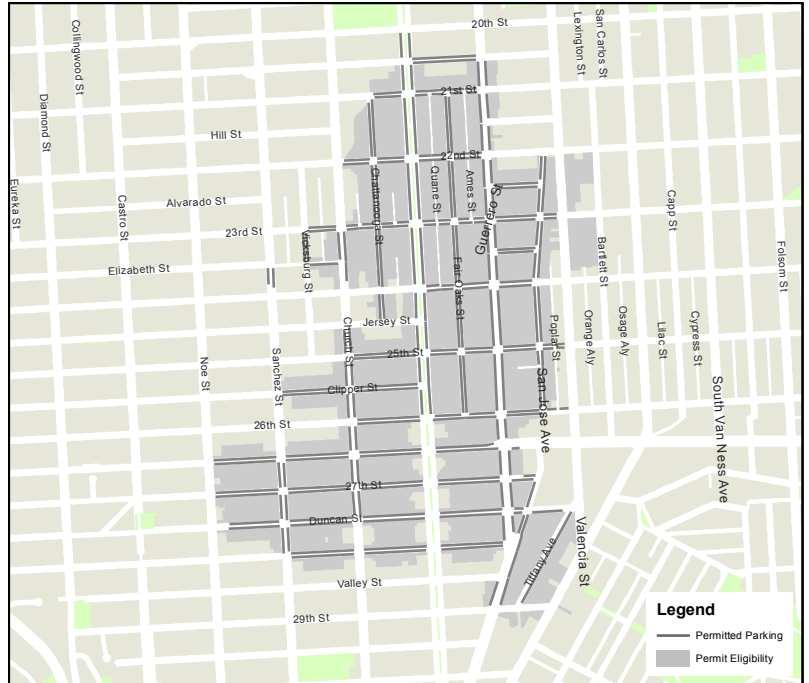 20th St
Collingwood St
Lexington St
San Carlos St
21st St
Diamond St
Hill St
22nd St
Eureka St
Castro St
Alvarado St
Chattanooga St
Quane St
Ames St
Guerrero St
Capp St
23rd St
Vicksburg St
Elizabeth St
Fair Oaks St
Bartlett St
Folsom St
Jersey St
Church St
Poplar St
Orange Aly
Osage Aly
Lilac St
Cypress St
25th St
Noe St
Sanchez St
Clipper St
San Jose Ave
South Van Ness Ave
26th St
27th St
Duncan St
Valencia St
Tiffany Ave
Valley St
29th St
Legend
Permitted Parking
Permit Eligibility